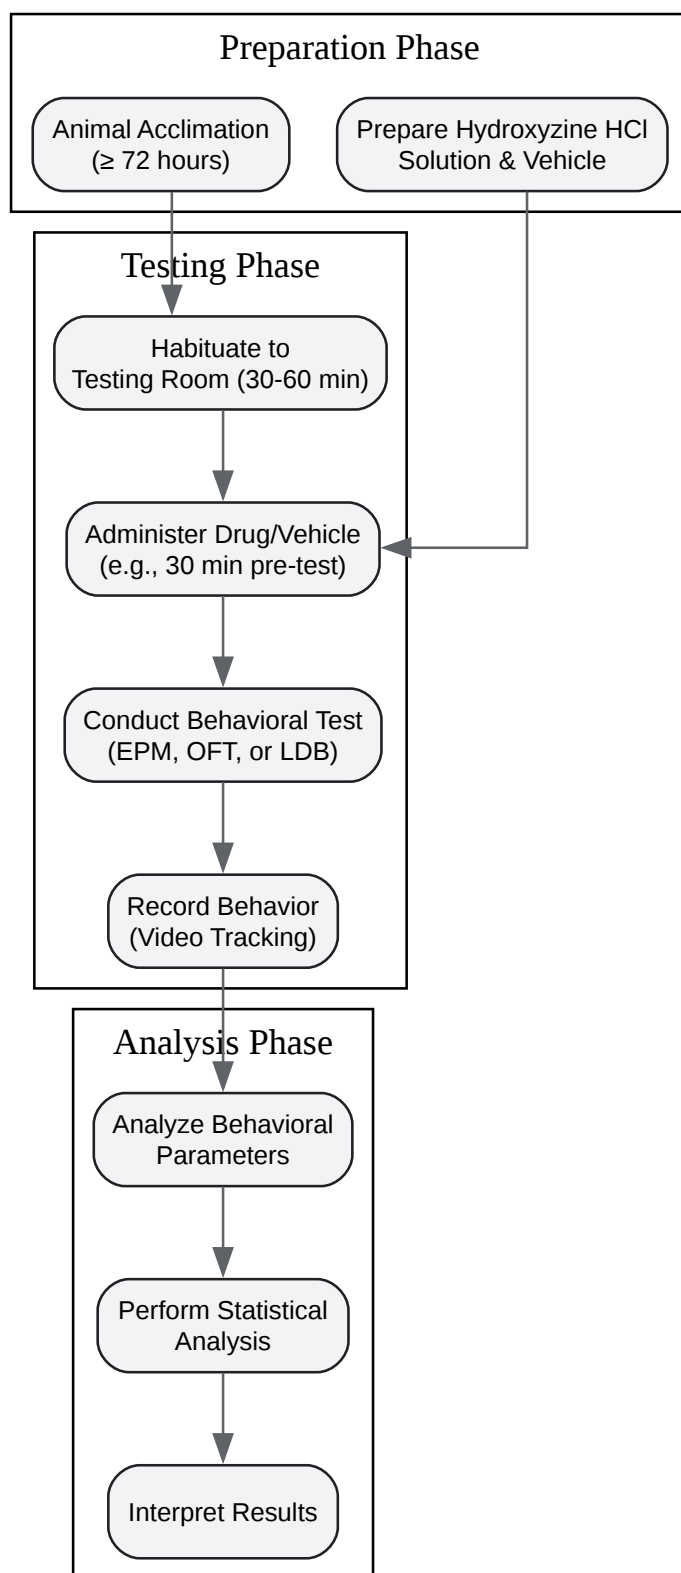 Preparation Phase
Animal Acclimation
(≥ 72 hours)
Prepare Hydroxyzine HCl
Solution & Vehicle
Testing Phase
Habituate to
Testing Room (30-60 min)
Administer Drug/Vehicle
(e.g., 30 min pre-test)
Conduct Behavioral Test
(EPM, OFT, or LDB)
Record Behavior
(Video Tracking)
Analysis Phase
Analyze Behavioral
Parameters
Perform Statistical
Analysis
Interpret Results